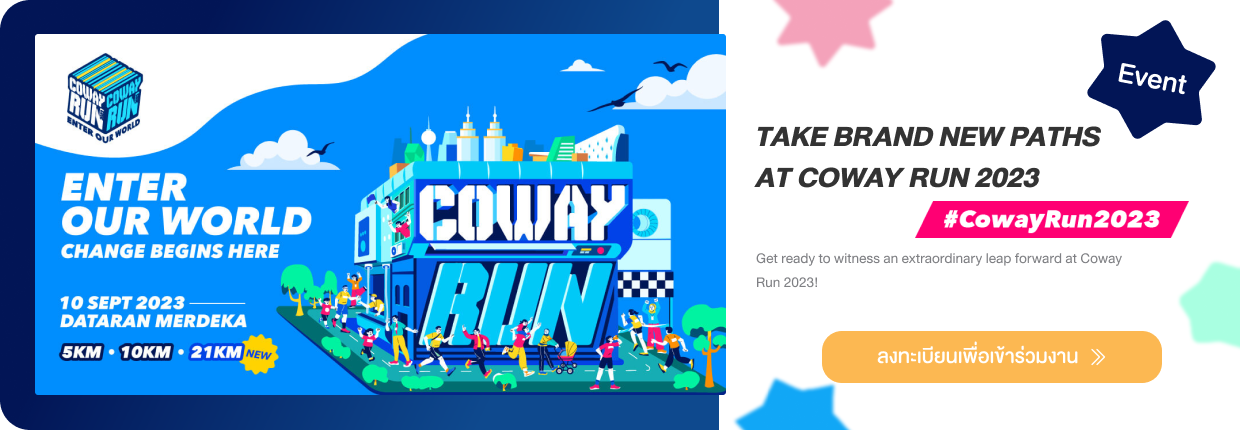 COWAY RUN
COWAY RUN
ENTER OUR WORLD
ENTER
OUR WORLD
CHANGE BEGINS HERE
10 SEPT 2023
DATARAN MERDEKA
5KM • 10KM • 21KM NEW
COWAY
RUN
Event
TAKE BRAND NEW PATHS
AT COWAY RUN 2023
#CowayRun2023
Get ready to witness an extraordinary leap forward at Coway
Run 2023!
ลงทะเบียนเพื่อเข้าร่วมงาน